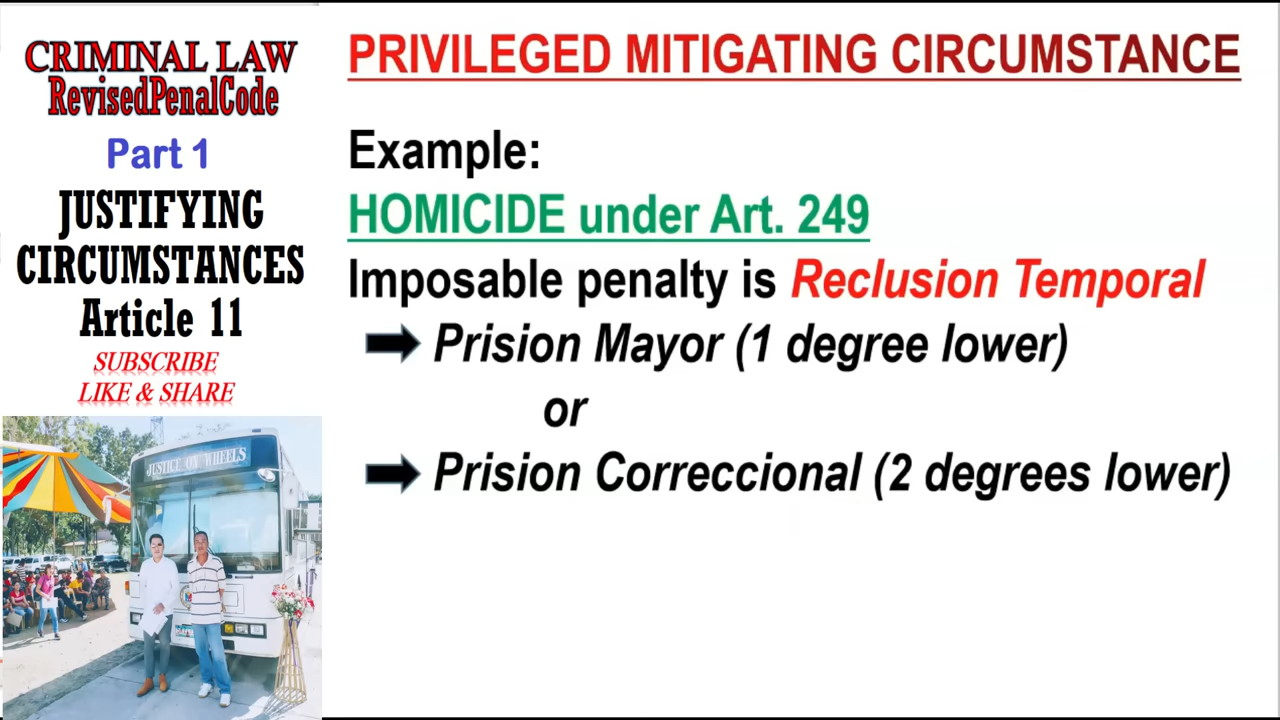 CRIMINAL LAW
RevisedPenalCode
Part 1
JUSTIFYING
CIRCUMSTANCES
Article 11
SUBSCRIBE
LIKE & SHARE
JUSTICE ON WHEELS
PRIVILEGED MITIGATING CIRCUMSTANCE
Example:
HOMICIDE under Art. 249
Imposable penalty is Reclusion Temporal
Prision Mayor (1 degree lower)
or
Prision Correccional (2 degrees lower)